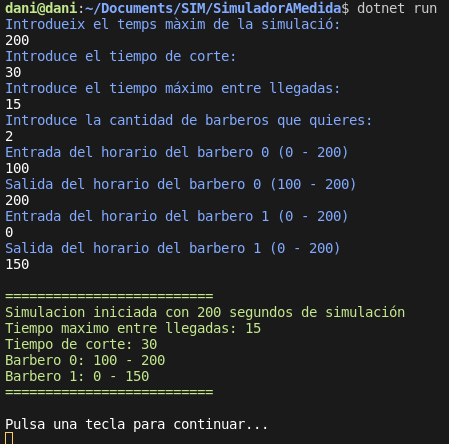 dani@dani:~/Documents/SIM/SimuladorAMedida$ dotnet run
Introdueix el temps màxim de la simulació:
200
Introduce el tiempo de corte:
30
Introduce el tiempo máximo entre llegadas:
15
Introduce la cantidad de barberos que quieres:
2
Entrada del horario del barbero 0 (0 - 200)
100
Salida del horario del barbero 0 (100 - 200)
200
Entrada del horario del barbero 1 (0 - 200)
0
Salida del horario del barbero 1 (0 - 200)
150
==========================
Simulacion iniciada con 200 segundos de simulación
Tiempo maximo entre llegadas: 15
Tiempo de corte: 30
Barbero 0: 100 - 200
Barbero 1: 0 - 150
==========================
Pulsa una tecla para continuar...